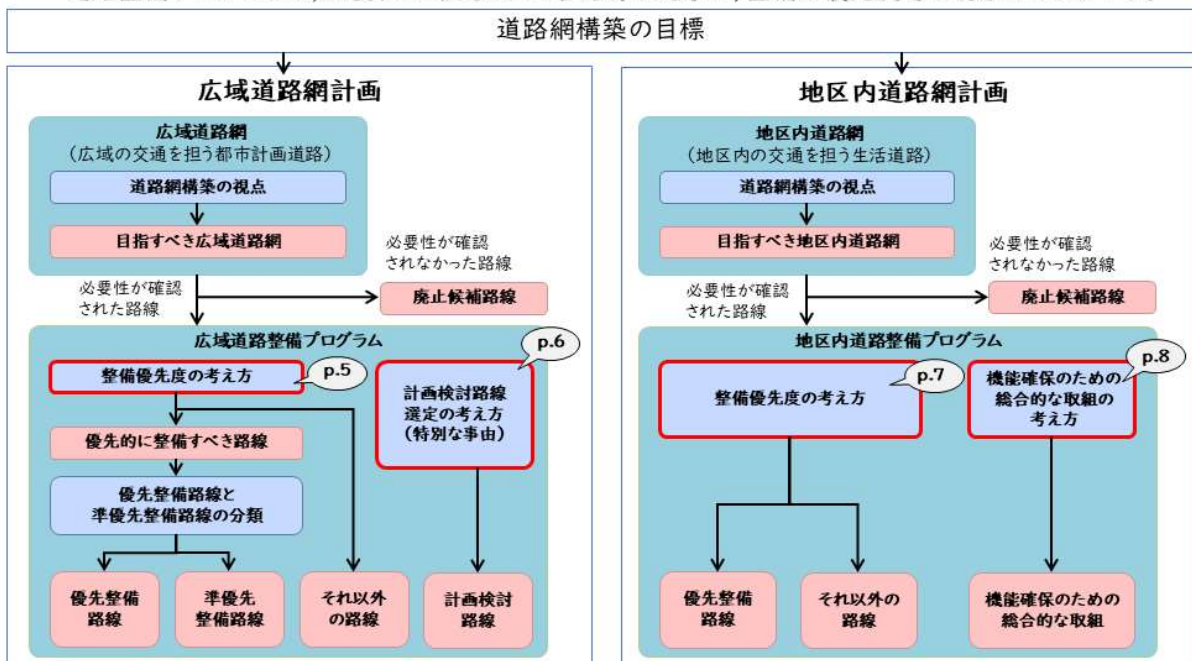 道路網構築の目標
広域道路網計画
広域道路網
（広域の交通を担う都市計画道路）
道路網構築の視点
目指すべき広域道路網
必要性が確認
されなかった路線
必要性が確認
された路線
廃止候補路線
広域道路整備プログラム
p.6
整備優先度の考え方
p.5
計画検討路線
選定の考え方
（特別な事由）
優先的に整備すべき路線
優先整備路線と
準優先整備路線の分類
優先整備
路線
準優先
整備路線
それ以外
の路線
計画検討
路線
地区内道路網計画
地区内道路網
（地区内の交通を担う生活道路）
道路網構築の視点
目指すべき地区内道路網
必要性が確認
されなかった路線
必要性が確認
された路線
廃止候補路線
地区内道路整備プログラム
整備優先度の考え方
p.7
機能確保のための
総合的な取組の
考え方
p.8
優先整備
路線
それ以外の
路線
機能確保のための
総合的な取組